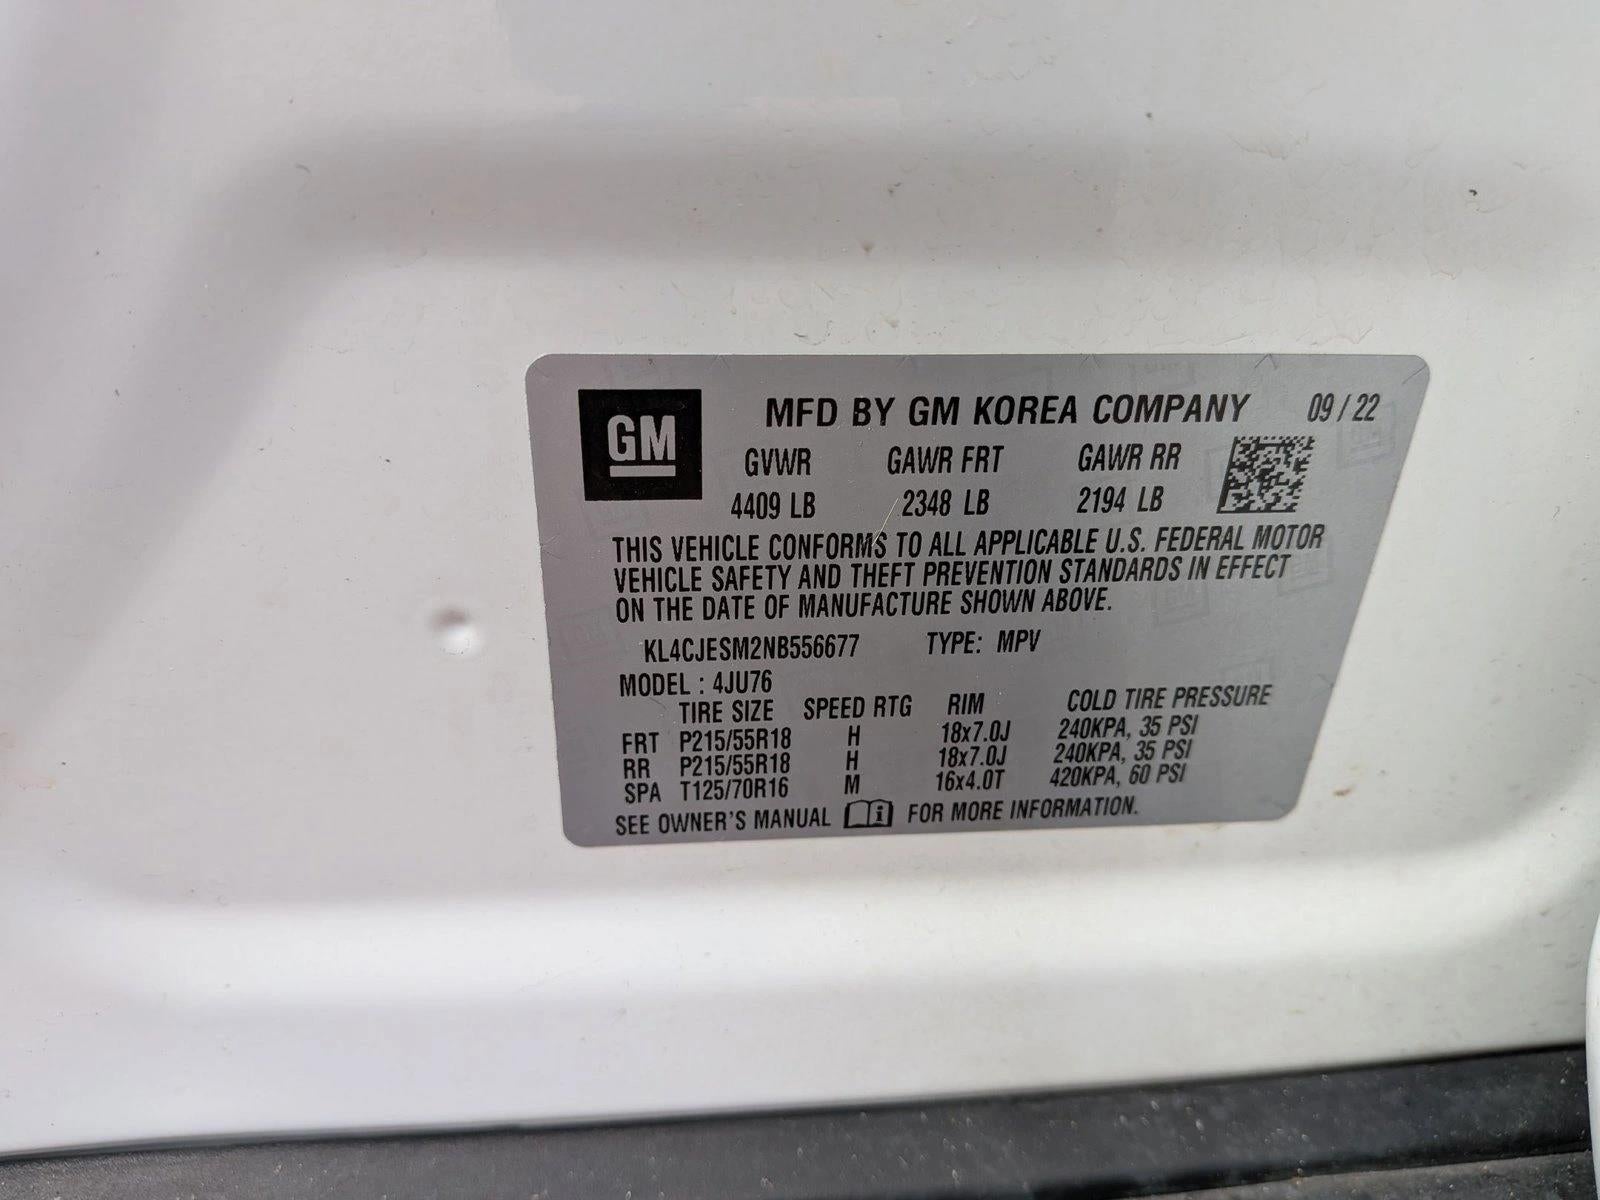 GM
MFD BY GM KOREA COMPANY 09 / 22
GVWR GAWR FRT GAWR RR
4409 LB 2348 LB 2194 LB
THIS VEHICLE CONFORMS TO ALL APPLICABLE U.S. FEDERAL MOTOR
VEHICLE SAFETY AND THEFT PREVENTION STANDARDS IN EFFECT
ON THE DATE OF MANUFACTURE SHOWN ABOVE.
KL4CJESM2NB556677 TYPE: MPV
MODEL : 4JU76
TIRE SIZE SPEED RTG RIM COLD TIRE PRESSURE
FRT P215/55R18 H 18x7.0J 240KPA, 35 PSI
RR P215/55R18 H 18x7.0J 240KPA, 35 PSI
SPA T125/70R16 M 16x4.0T 420KPA, 60 PSI
SEE OWNER'S MANUAL i FOR MORE INFORMATION.